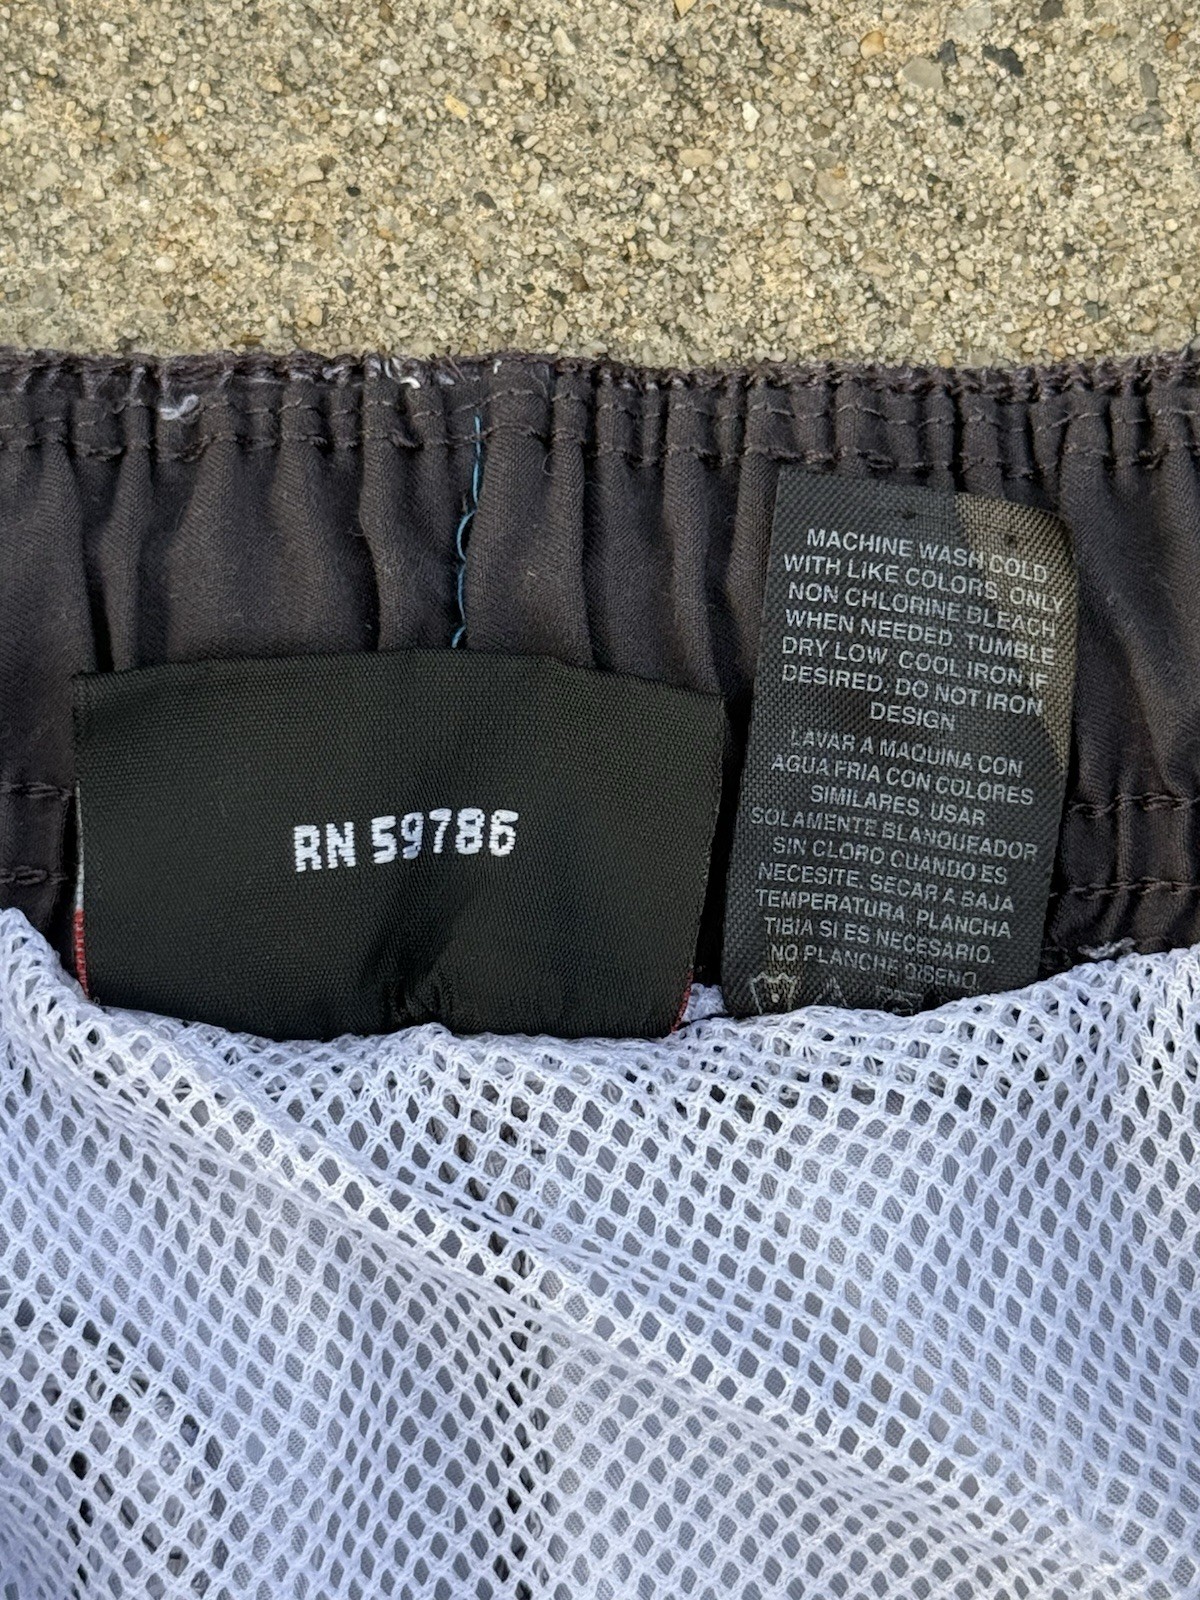 RN 59786
MACHINE WASH COLD
WITH LIKE COLORS, ONLY
NON CHLORINE BLEACH
WHEN NEEDED. TUMBLE
DRY LOW. COOL IRON IF
DESIRED. DO NOT IRON
DESIGN
LAVAR A MAQUINA CON
AGUA FRIA CON COLORES
SIMILARES, USAR
SOLAMENTE BLANQUEADOR
SIN CLORO CUANDO ES
NECESITE. SECAR A BAJA
TEMPERATURA, PLANCHA
TIBIA SI ES NECESARIO.
NO PLANCHE DISENO.